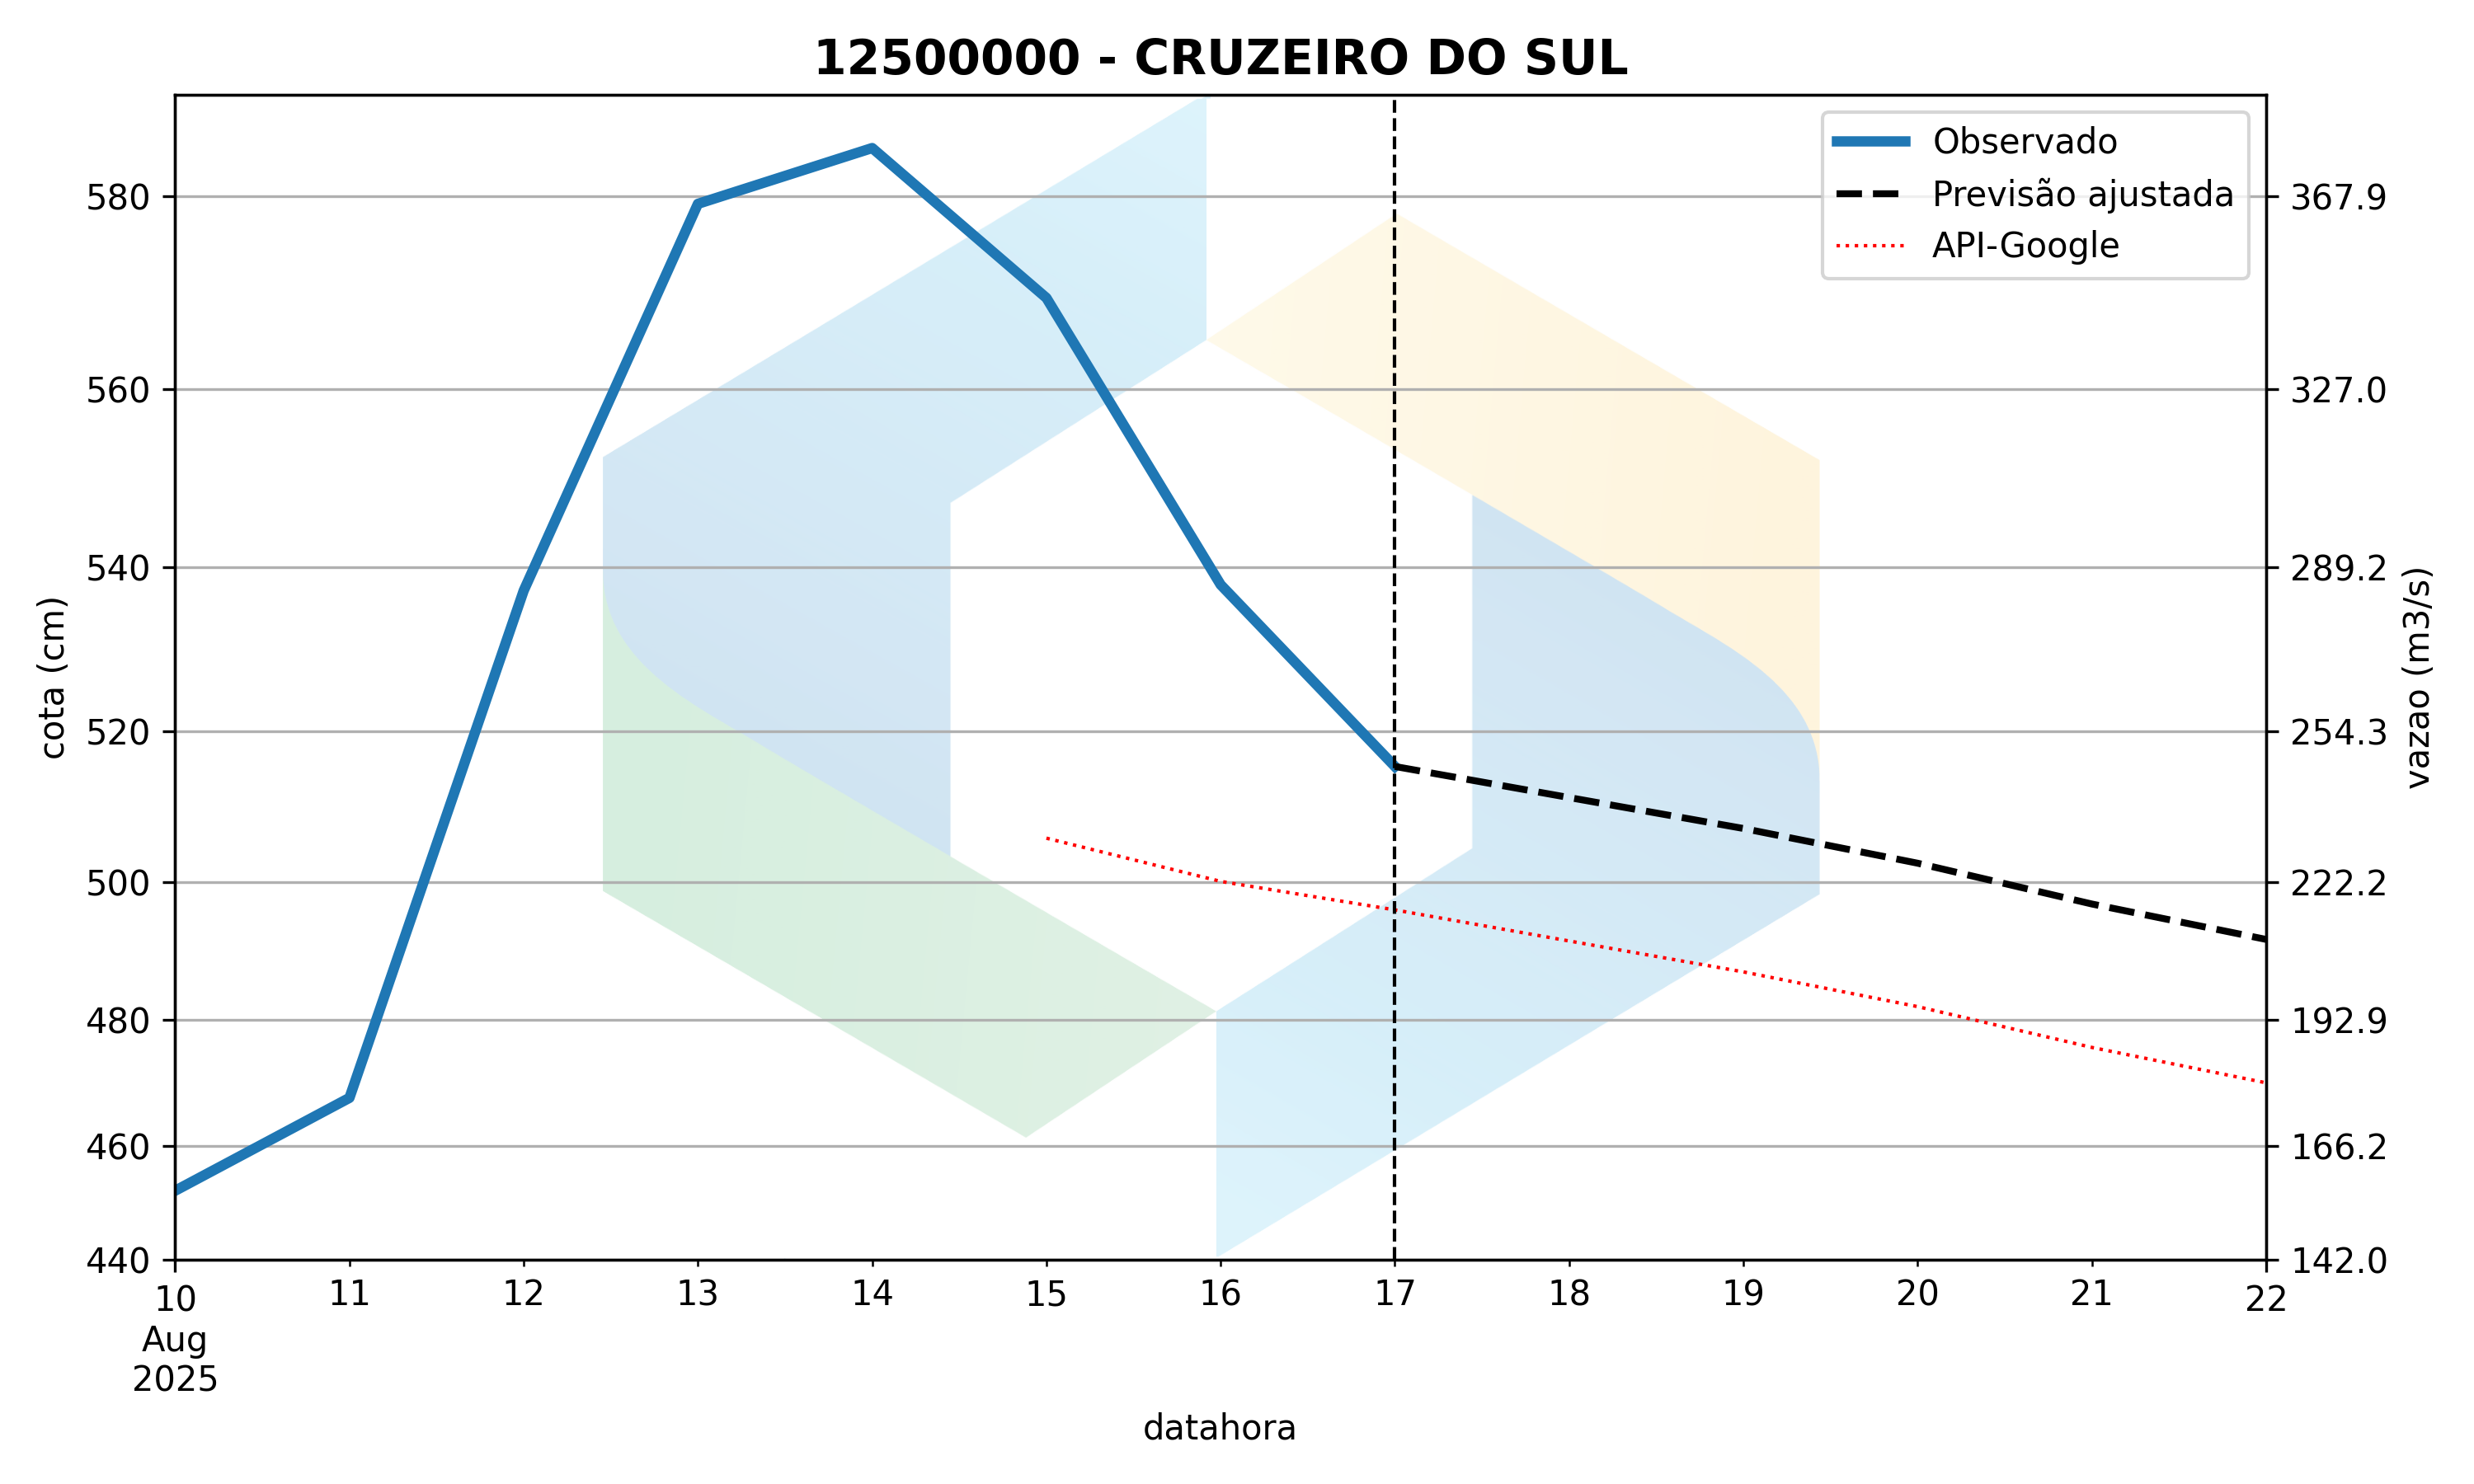 12500000 - CRUZEIRO DO SUL
Observado
Previsão ajustada
API-Google
580
560
540
520
500
480
460
440
cota (cm)
367.9
327.0
289.2
254.3
222.2
192.9
166.2
142.0
vazao (m3/s)
10 11 12 13 14 15 16 17 18 19 20 21 22
Aug
2025
datahora